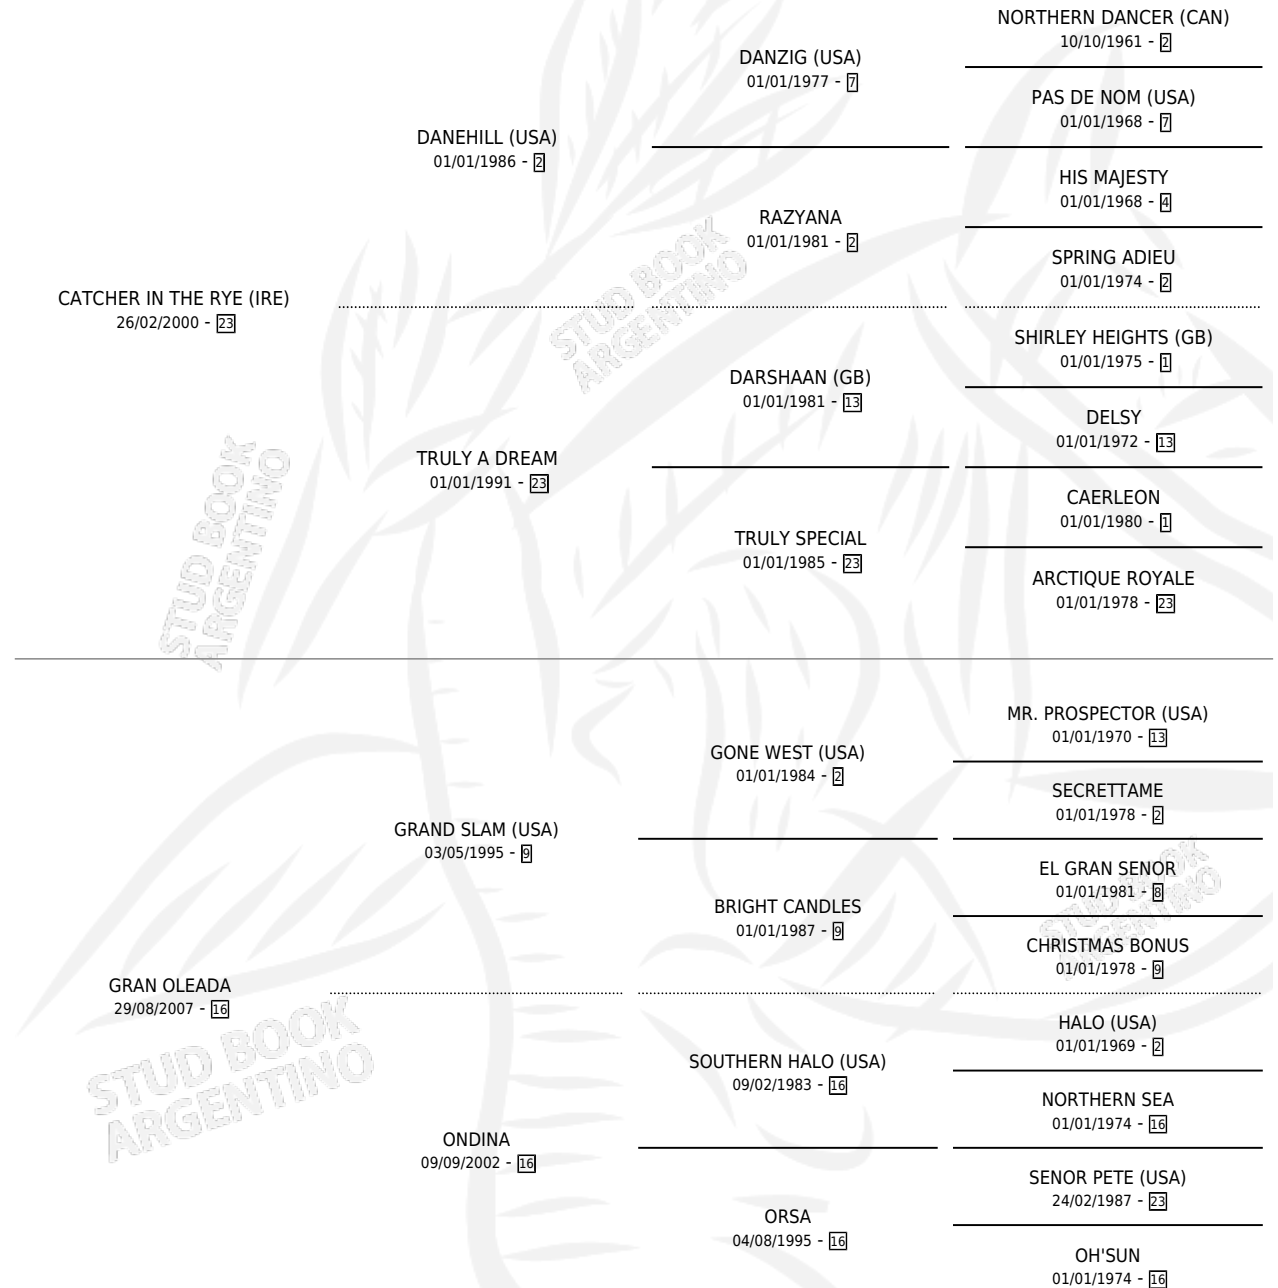 NORTHERN DANCER (CAN)
10/10/1961 - 2
DANZIG (USA)
01/01/1977 - 7
PAS DE NOM (USA)
01/01/1968 - 7
DANEHILL (USA)
01/01/1986 - 2
HIS MAJESTY
01/01/1968 - 4
RAZYANA
01/01/1981 - 2
SPRING ADIEU
01/01/1974 - 2
CATCHER IN THE RYE (IRE)
26/02/2000 - 23
STUD BOOK
ARGENTINO
SHIRLEY HEIGHTS (GB)
01/01/1975 - 1
DARSHAAN (GB)
01/01/1981 - 13
DELSY
01/01/1972 - 13
TRULY A DREAM
01/01/1991 - 23
CAERLEON
01/01/1980 - 1
TRULY SPECIAL
01/01/1985 - 23
ARCTIQUE ROYALE
01/01/1978 - 23
STUD BOOK
ARGENTINO
MR. PROSPECTOR (USA)
01/01/1970 - 13
GONE WEST (USA)
01/01/1984 - 2
SECRETTAME
01/01/1978 - 2
GRAND SLAM (USA)
03/05/1995 - 9
EL GRAN SENOR
01/01/1981 - 8
STUD BOOK
ARGENTINO
BRIGHT CANDLES
01/01/1987 - 9
CHRISTMAS BONUS
01/01/1978 - 9
GRAN OLEADA
29/08/2007 - 16
STUD BOOK
ARGENTINO
HALO (USA)
01/01/1969 - 2
SOUTHERN HALO (USA)
09/02/1983 - 16
NORTHERN SEA
01/01/1974 - 16
ONDINA
09/09/2002 - 16
SENOR PETE (USA)
24/02/1987 - 23
ORSA
04/08/1995 - 16
OH'SUN
01/01/1974 - 16